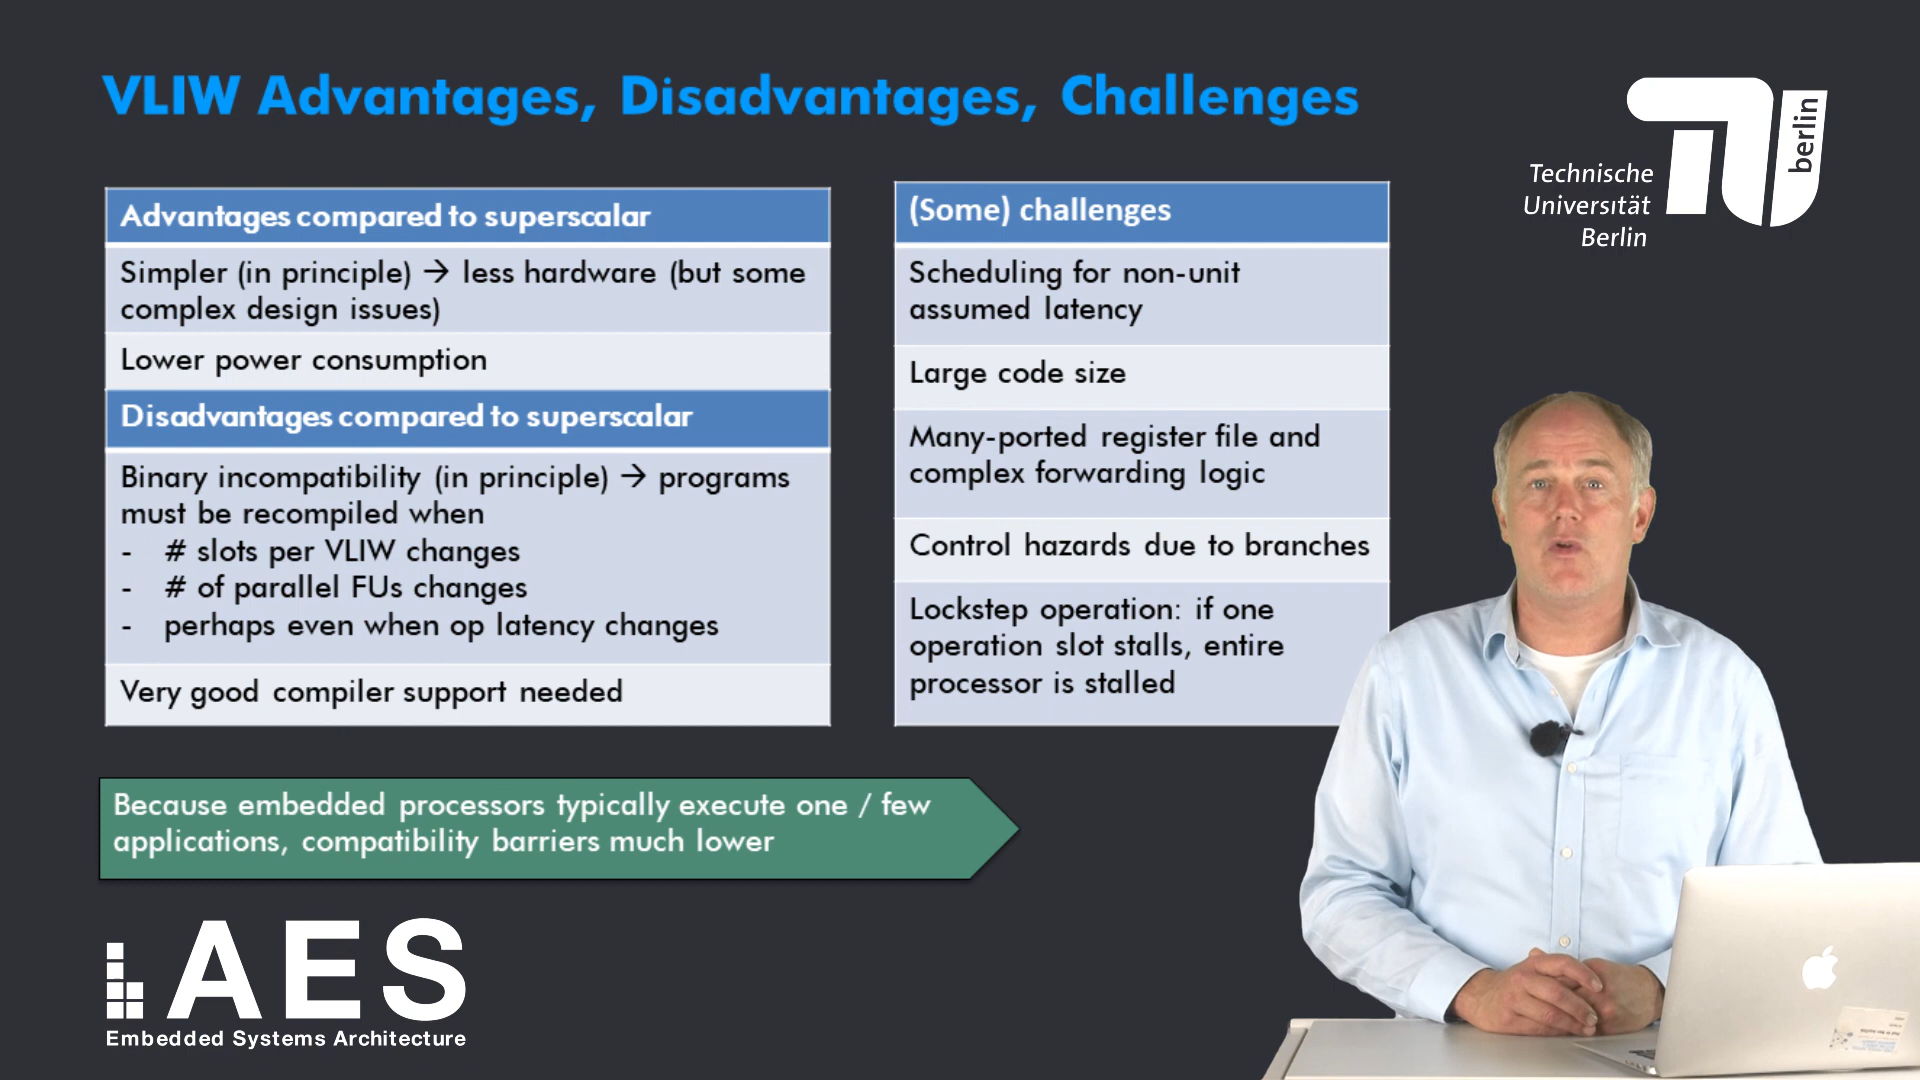 VLIW Advantages, Disadvantages, Challenges
Advantages compared to superscalar
Simpler (in principle) → less hardware (but some
complex design issues)
Lower power consumption
Disadvantages compared to superscalar
Binary incompatibility (in principle) → programs
must be recompiled when
- # slots per VLIW changes
- # of parallel FUs changes
- perhaps even when op latency changes
Very good compiler support needed
(Some) challenges
Scheduling for non-unit
assumed latency
Large code size
Many-ported register file and
complex forwarding logic
Control hazards due to branches
Lockstep operation: if one
operation slot stalls, entire
processor is stalled
Because embedded processors typically execute one / few
applications, compatibility barriers much lower
Technische
Universität
Berlin
berlin
AES
Embedded Systems Architecture